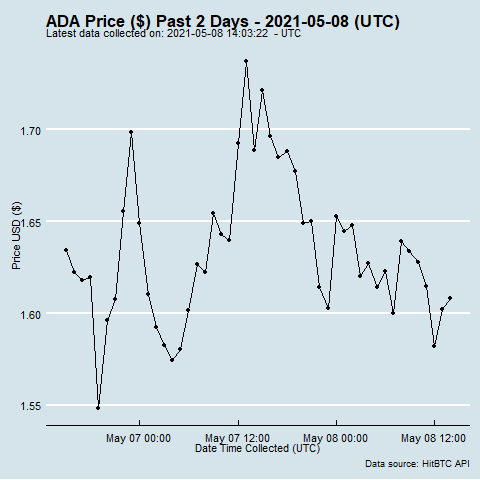 ADA Price ($) Past 2 Days - 2021-05-08 (UTC)
Latest data collected on: 2021-05-08 14:03:22 - UTC
1.70
1.65
1.60
1.55
Price USD ($)
May 07 00:00 May 07 12:00 May 08 00:00 May 08 12:00
Date Time Collected (UTC)
Data source: HitBTC API